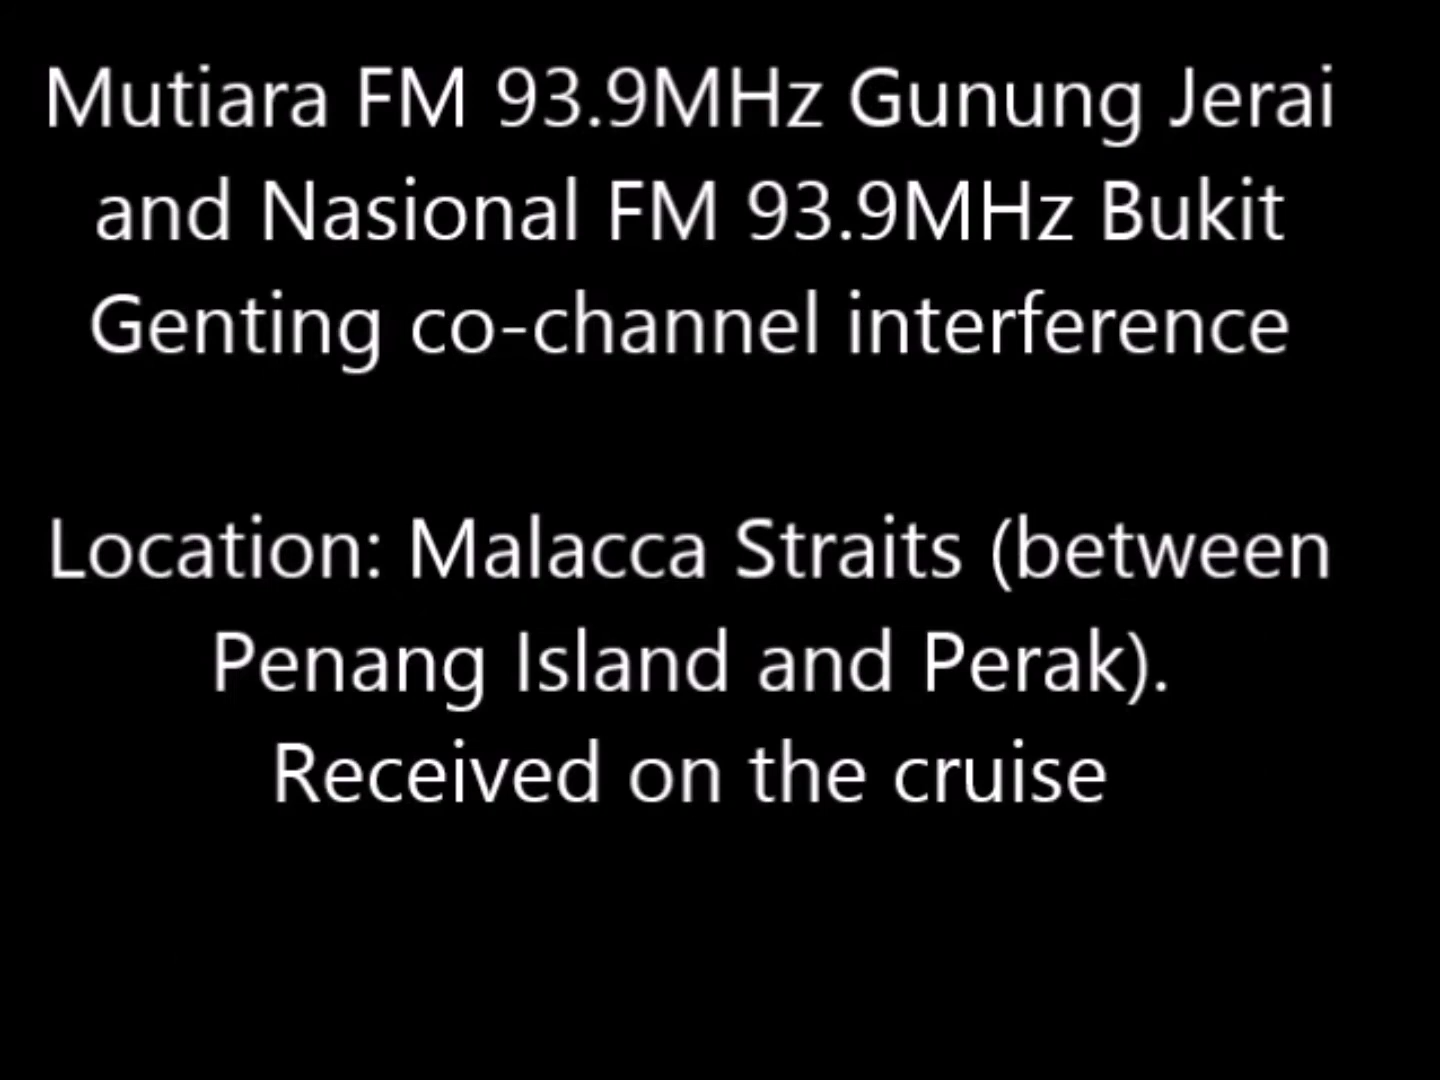 Mutiara FM 93.9MHz Gunung Jerai
and Nasional FM 93.9MHz Bukit
Genting co-channel interference
Location: Malacca Straits (between
Penang Island and Perak).
Received on the cruise